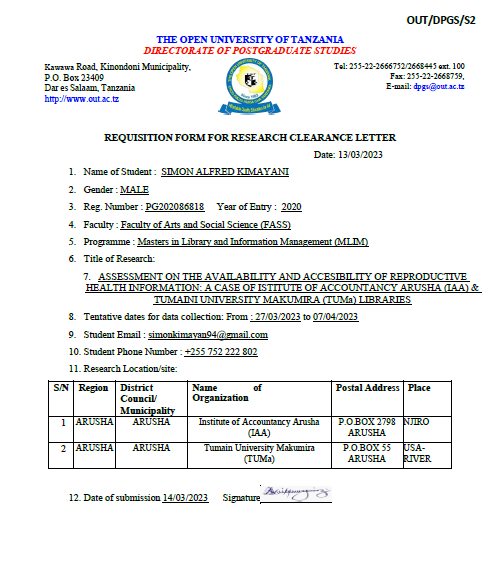 OUT/DPGS/S2
THE OPEN UNIVERSITY OF TANZANIA
DIRECTORATE OF POSTGRADUATE STUDIES
Kawawa Road, Kinondoni Municipality,
P.O. Box 23409
Dar es Salaam, Tanzania
http://www.out.ac.tz
Tel: 255-22-2666752/2668445 ext. 100
Fax: 255-22-2668759,
E-mail: dpgs@out.ac.tz
REQUISITION FORM FOR RESEARCH CLEARANCE LETTER
Date: 13/03/2023
1. Name of Student : SIMON ALFRED KIMAYANI
2. Gender : MALE
3. Reg. Number : PG202086818 Year of Entry : 2020
4. Faculty : Faculty of Arts and Social Science (FASS)
5. Programme : Masters in Library and Information Management (MLIM)
6. Title of Research:
7. ASSESSMENT ON THE AVAILABILITY AND ACCESIBILITY OF REPRODUCTIVE
HEALTH INFORMATION: A CASE OF ISTITUTE OF ACCOUNTANCY ARUSHA (IAA) &
TUMAINI UNIVERSITY MAKUMIRA (TUMa) LIBRARIES
8. Tentative dates for data collection: From : 27/03/2023 to 07/04/2023
9. Student Email : simonkimayan94@gmail.com
10. Student Phone Number : +255 752 222 802
11. Research Location/site:
S/N Region District Council/ Municipality Name of Organization Postal Address Place
1 ARUSHA ARUSHA Institute of Accountancy Arusha (IAA) P.O.BOX 2798 ARUSHA NJIRO
2 ARUSHA ARUSHA Tumain University Makumira (TUMa) P.O.BOX 55 ARUSHA USA-RIVER
12. Date of submission 14/03/2023 Signature